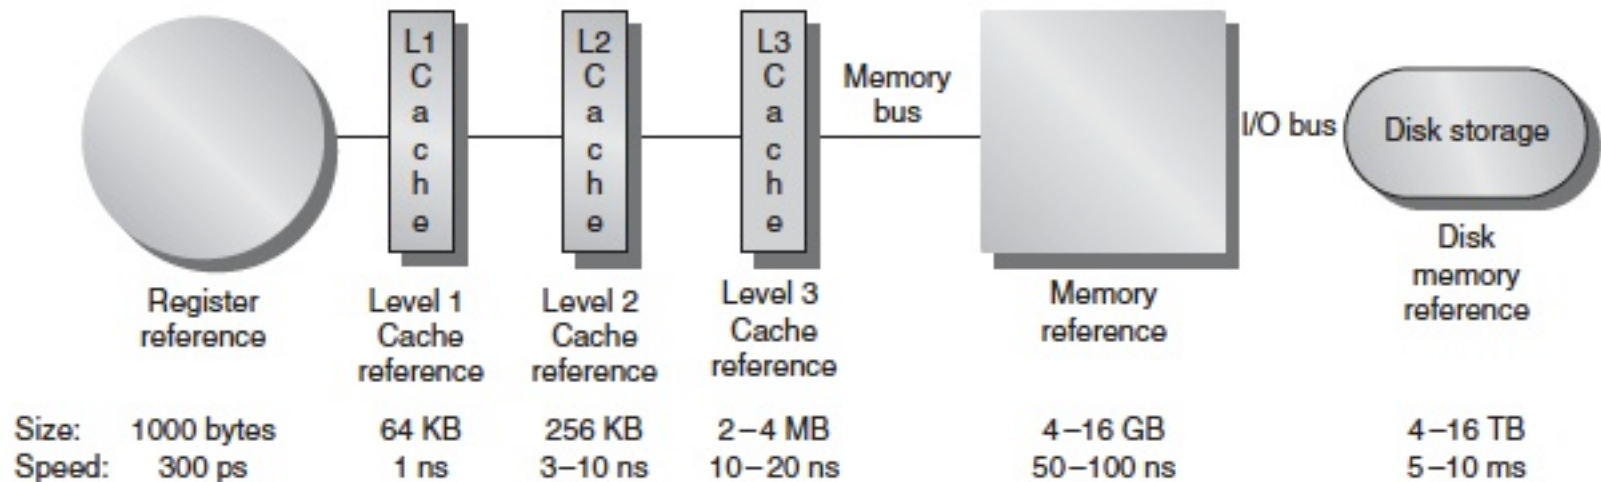 L1
C
a
c
h
e
L2
C
a
c
h
e
L3
C
a
c
h
e
Memory
bus
I/O bus
Disk storage
Register
reference
Level 1
Cache
reference
Level 2
Cache
reference
Level 3
Cache
reference
Memory
reference
Disk
memory
reference
Size: 1000 bytes 64 KB 256 KB 2–4 MB 4–16 GB 4–16 TB
Speed: 300 ps 1 ns 3–10 ns 10–20 ns 50–100 ns 5–10 ms